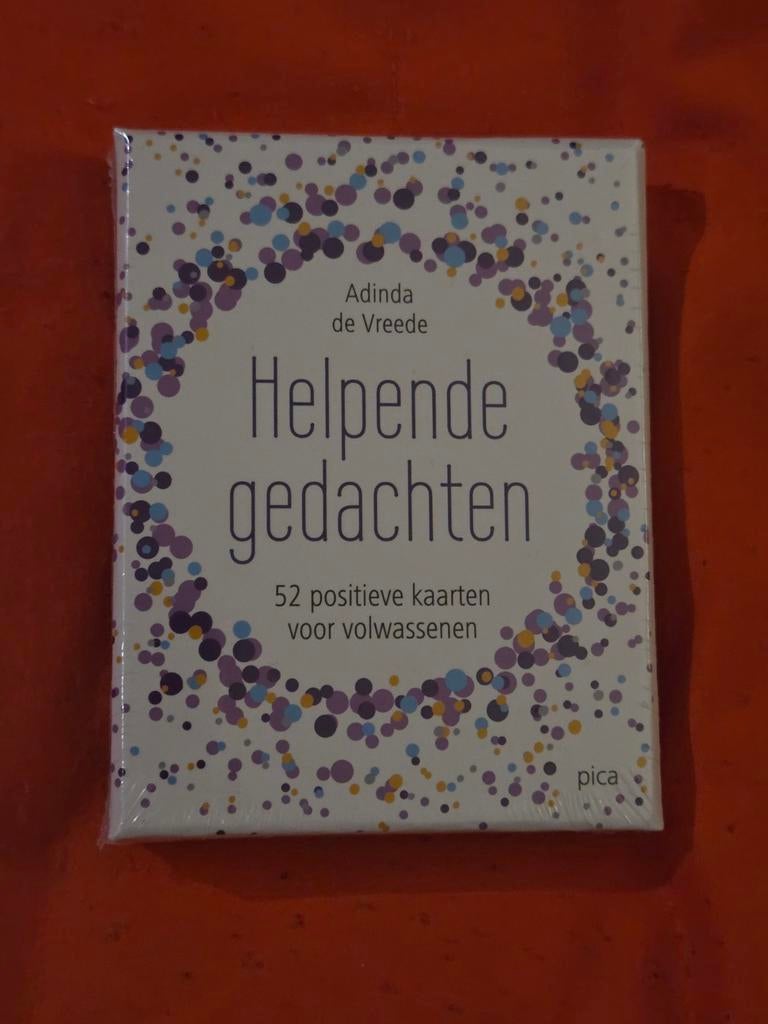 Adinda
de Vreede
Helpende
gedachten
52 positieve kaarten
voor volwassenen
pica